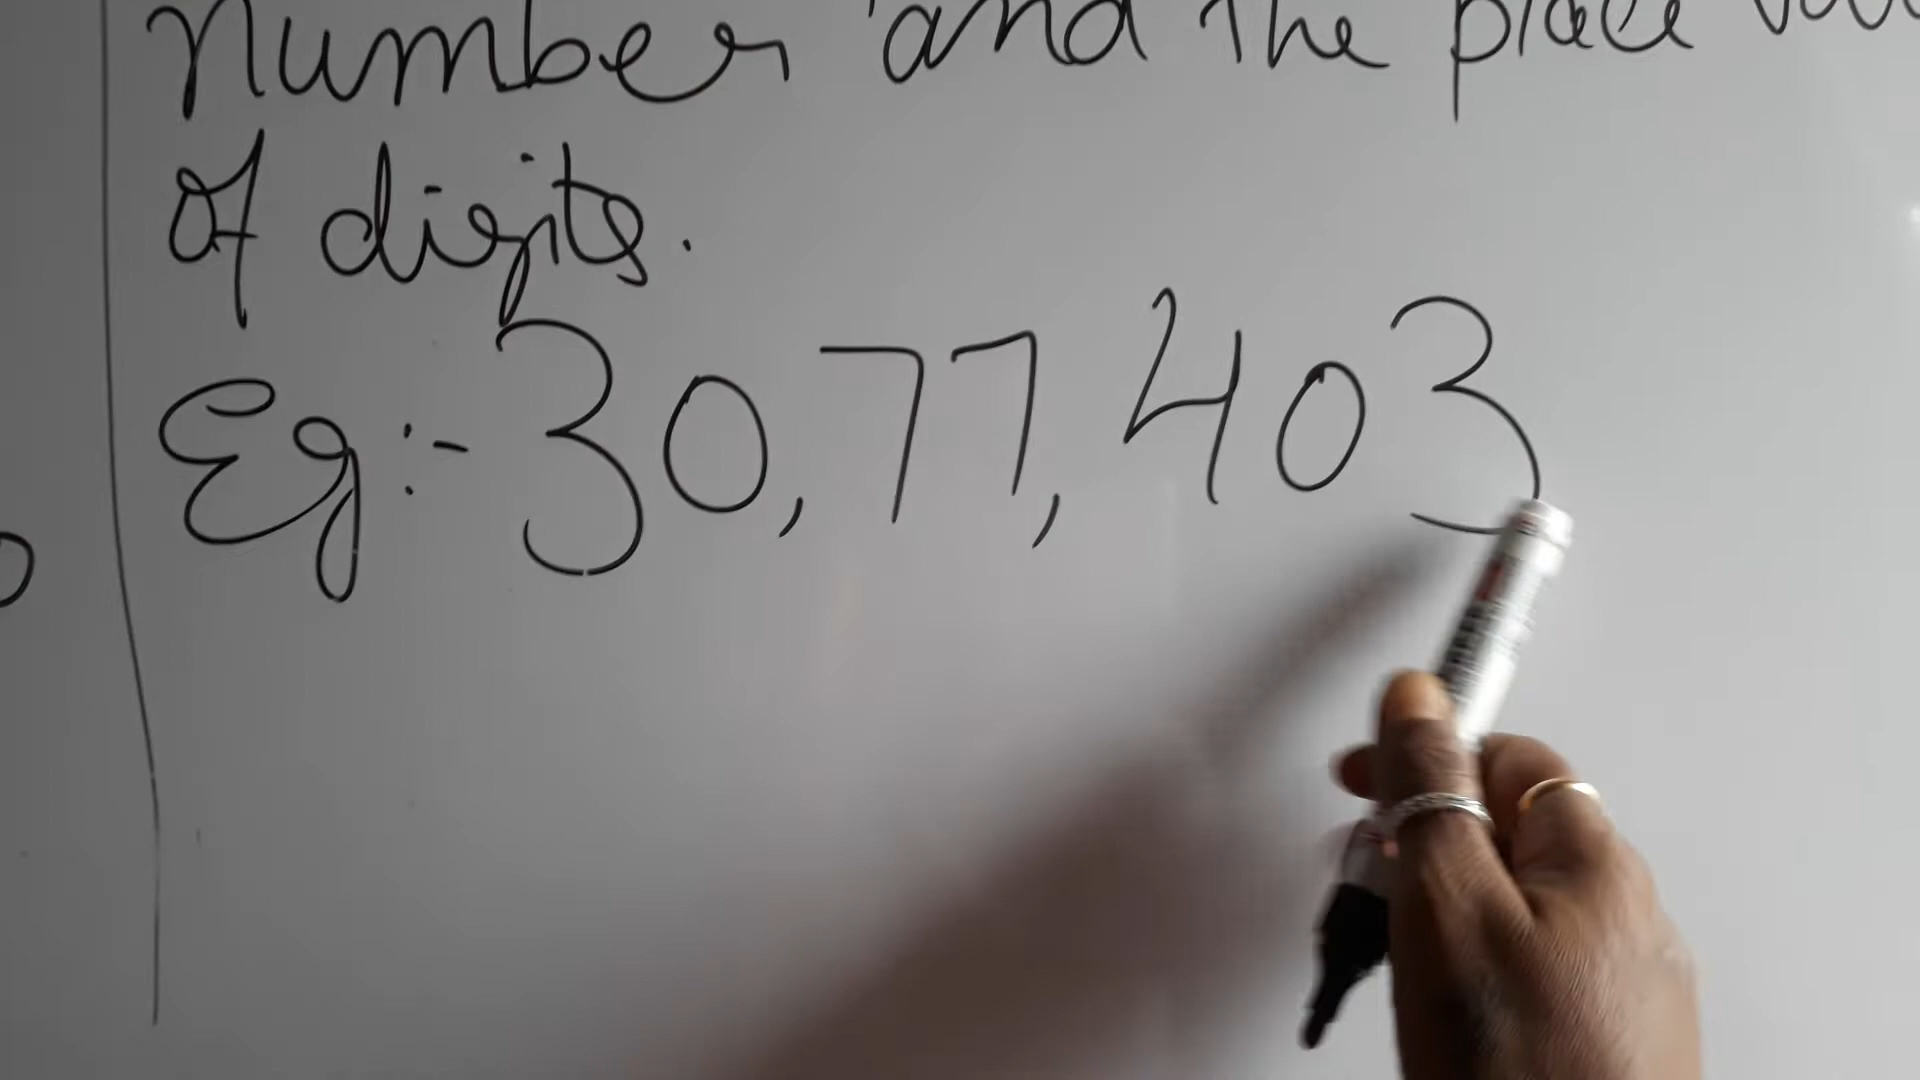 number and the place
of digits.
Eg:- 30,77,403